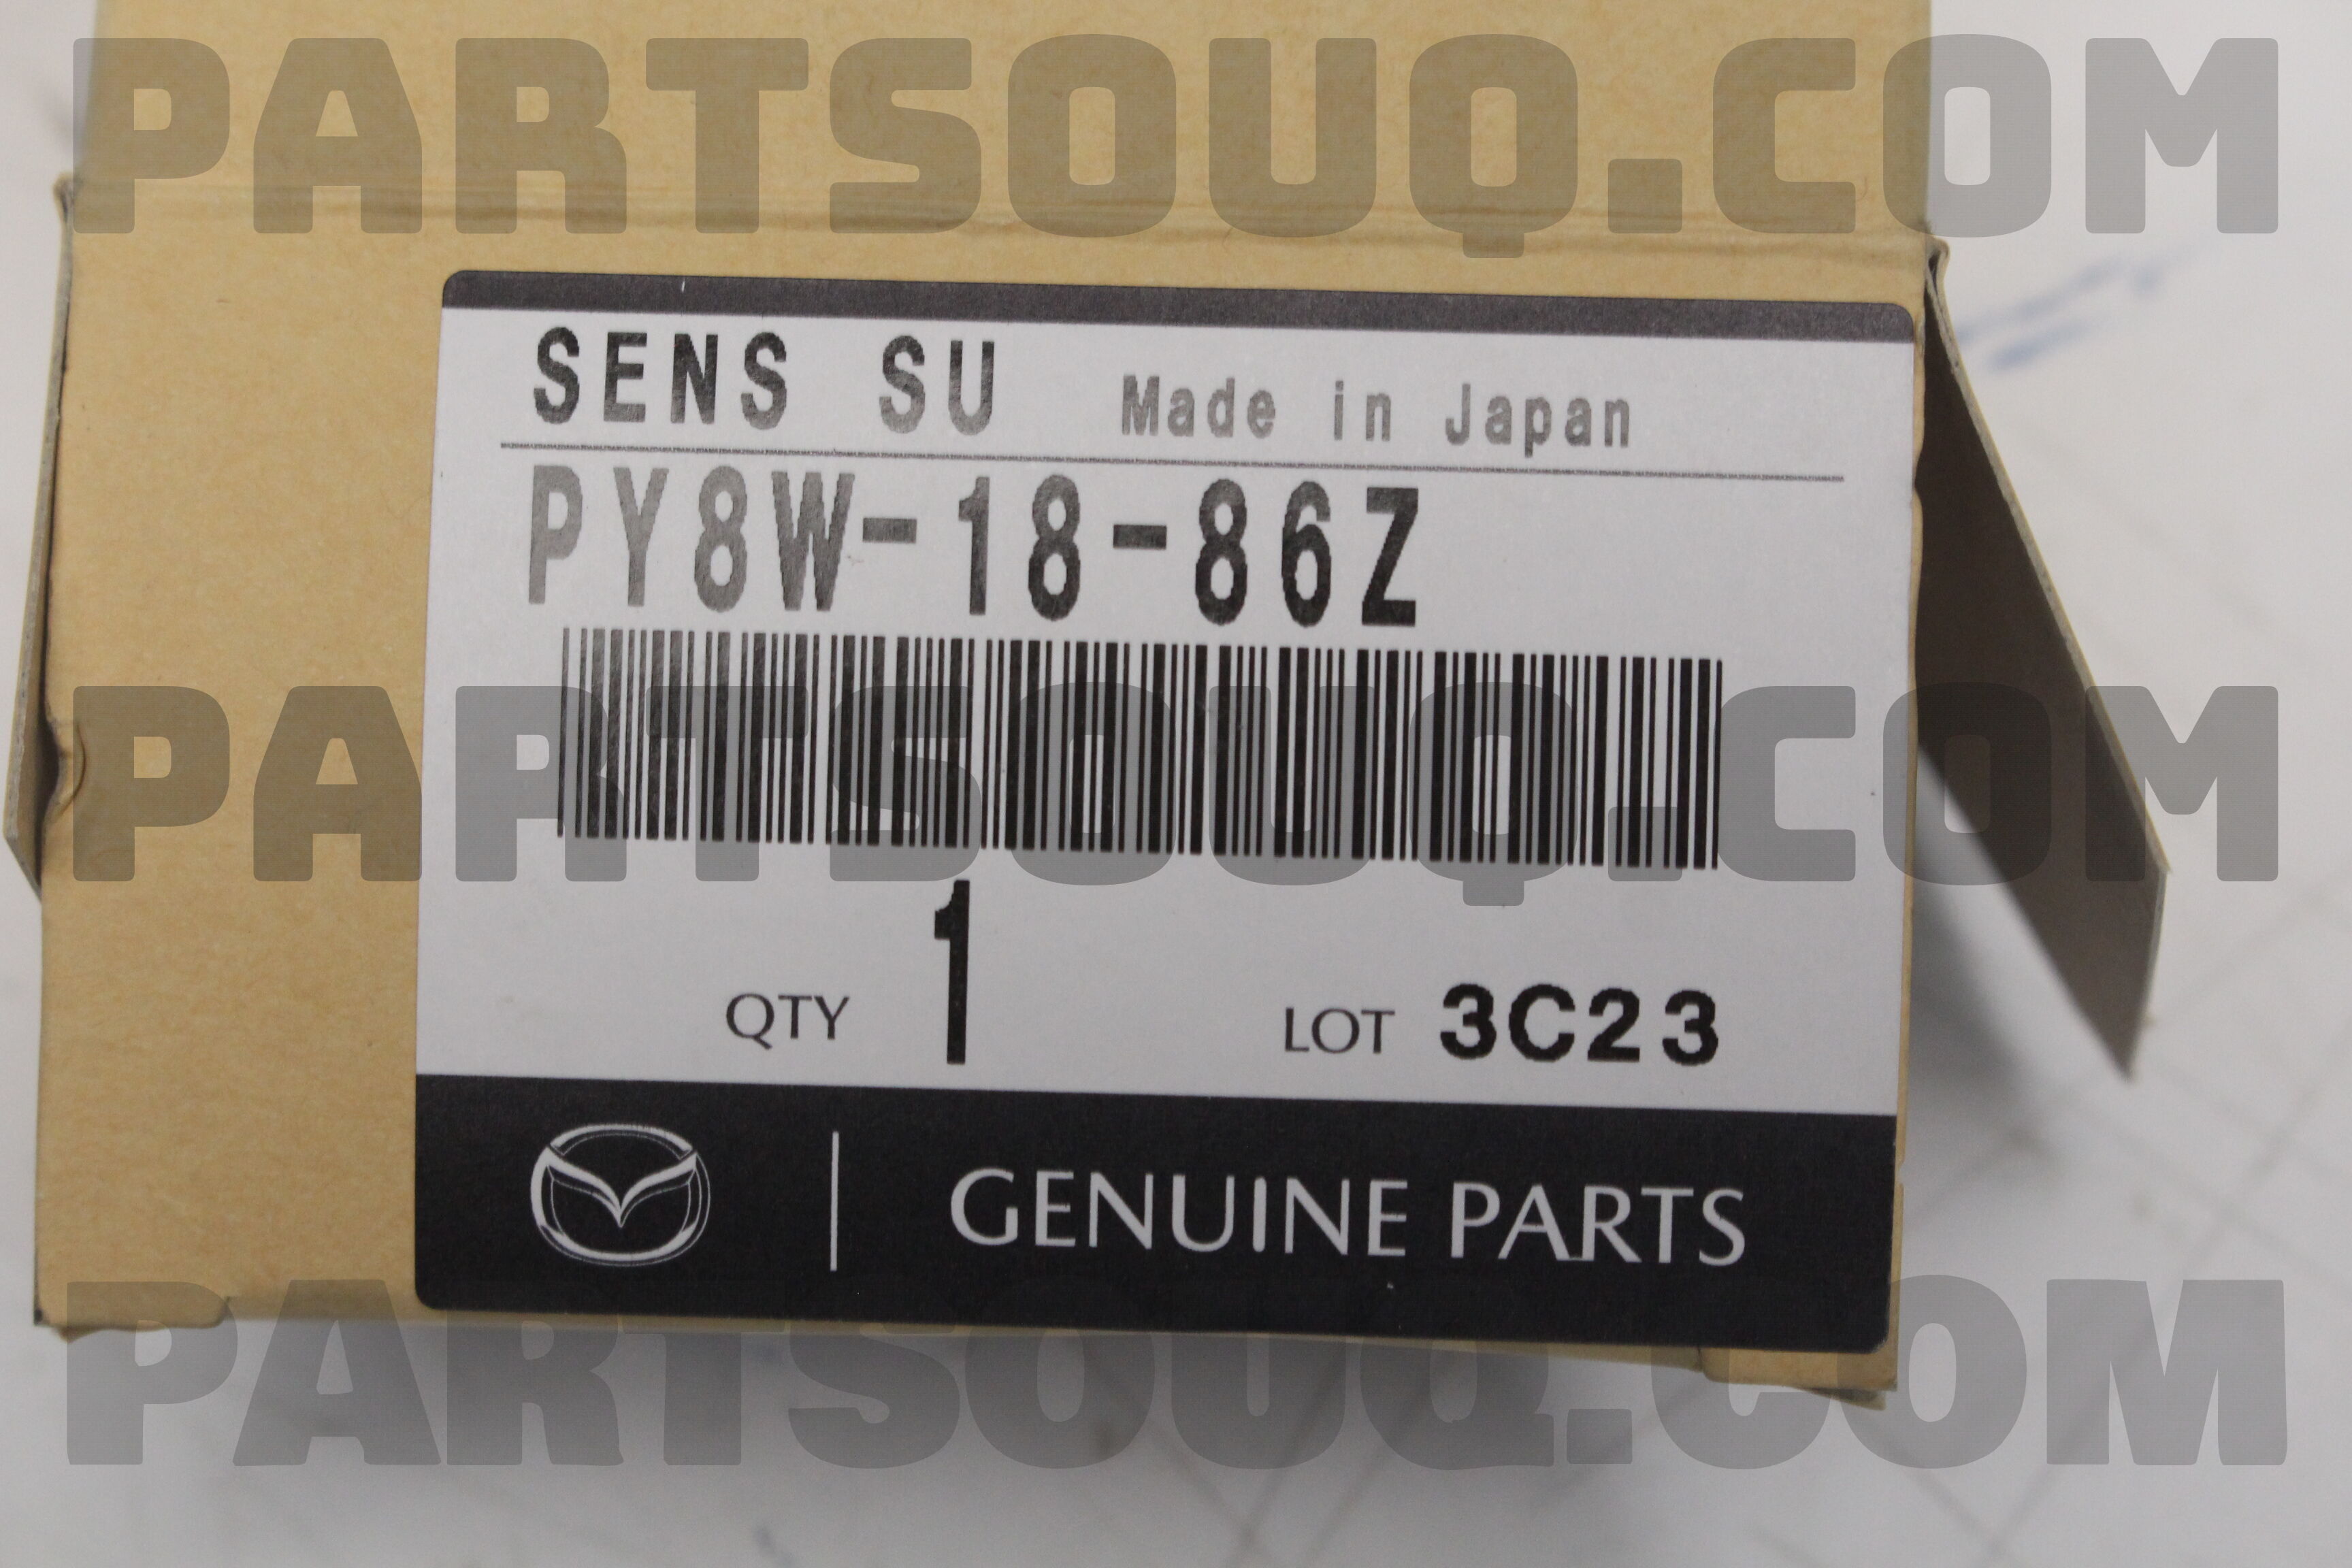 PARTSOUQ.COM
SENS SU Made in Japan
PY8W-18-86Z
PARTSOUQ.COM
QTY 1 LOT 3C23
GENUINE PARTS
PARTSOUQ.COM